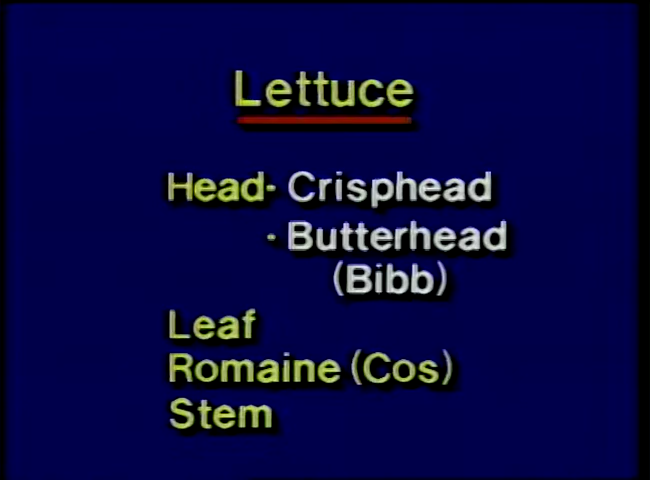 Lettuce
Head- Crisphead
- Butterhead
(Bibb)
Leaf
Romaine (Cos)
Stem